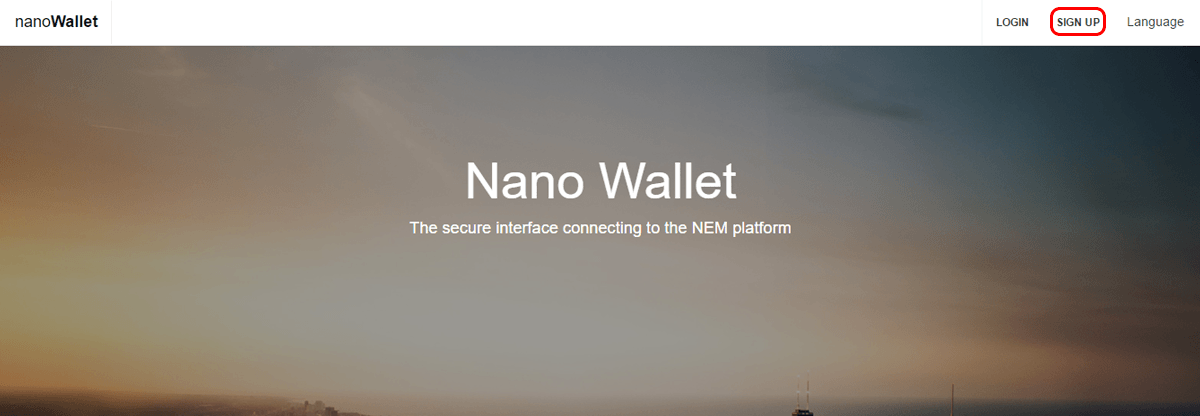 nanoWallet
LOGIN
SIGN UP
Language
Nano Wallet
The secure interface connecting to the NEM platform